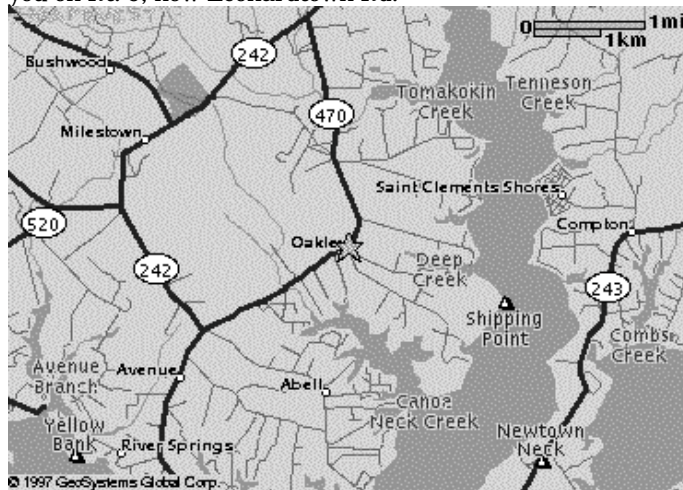 0 1mi
1km
242
Bushwood
Tomakokin
Creek
Tenneson
Creek
470
Milestown
Saint Clements Shores
520
Compton
Oakley
242
Deep
Creek
243
Shipping
Point
Combs
Creek
Avenue
Branch
Avenue
Abell
Canoe
Neck Creek
Yellow
Bank
River Springs
Newtown
Neck
© 1997 GeoSystems Global Corp.